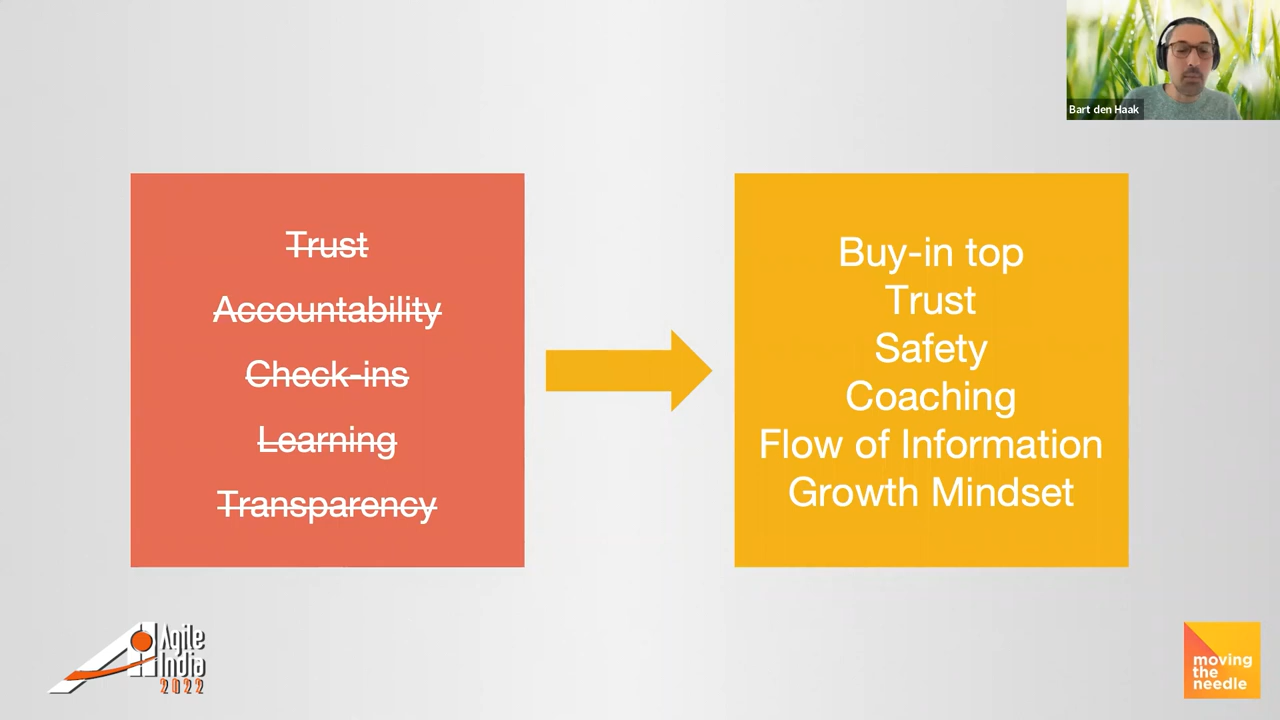 Bart den Haak
Trust
Accountability
Check-ins
Learning
Transparency
Buy-in top
Trust
Safety
Coaching
Flow of Information
Growth Mindset
Agile
India
2022
moving
the
needle